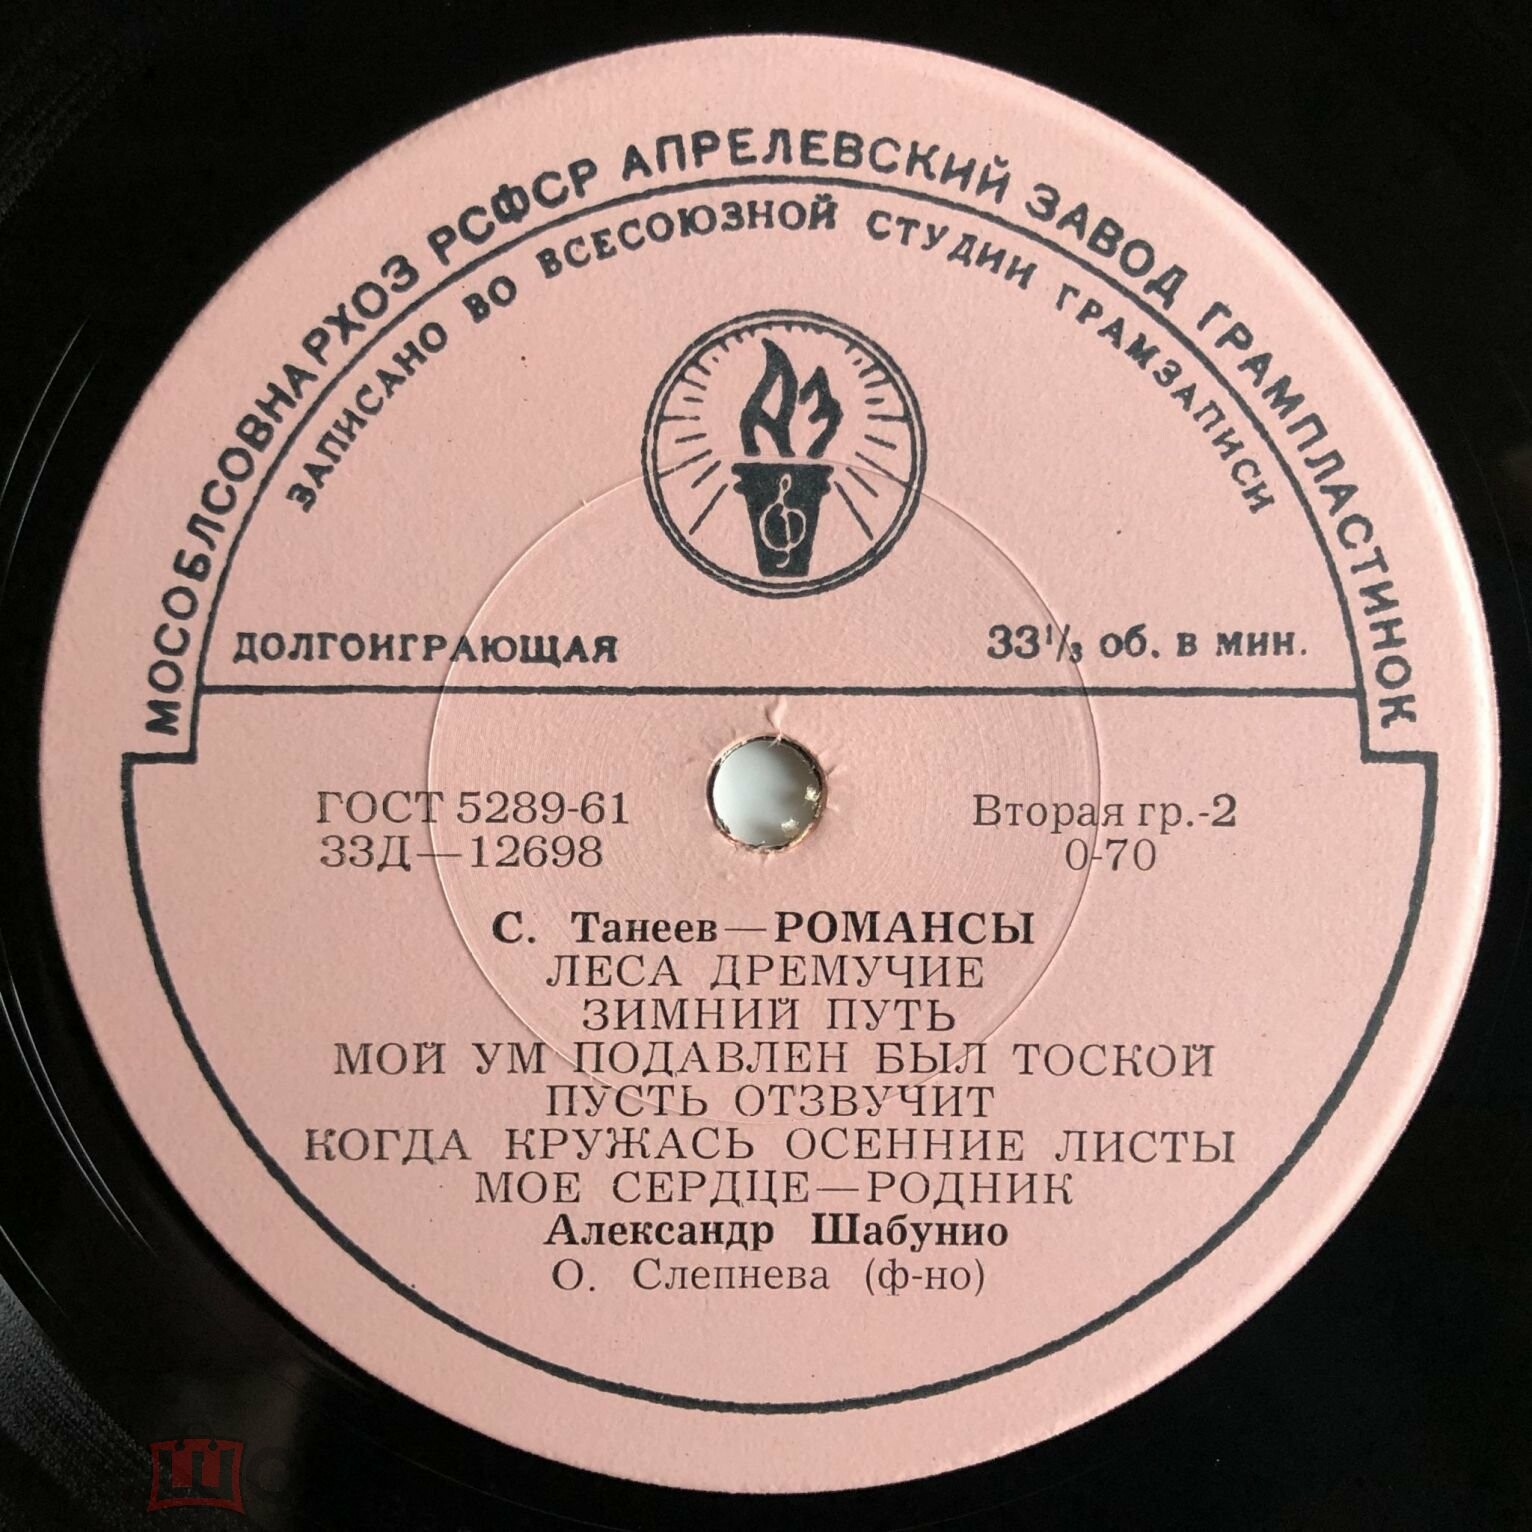 МОСОБЛСОВНАРХОЗ РСФСР АПРЕЛЕВСКИЙ ЗАВОД ГРАМПЛАСТИНОК
ЗАПИСАНО ВО ВСЕСОЮЗНОЙ СТУДИИ ГРАМЗАПИСИ
АЗ
ДОЛГОИГРАЮЩАЯ 33⅓ об. в мин.
ГОСТ 5289-61 Вторая гр.-2
33Д—12698 0-70
С. Танеев—РОМАНСЫ
ЛЕСА ДРЕМУЧИЕ
ЗИМНИЙ ПУТЬ
МОЙ УМ ПОДАВЛЕН БЫЛ ТОСКОЙ
ПУСТЬ ОТЗВУЧИТ
КОГДА КРУЖАСЬ ОСЕННИЕ ЛИСТЫ
МОЕ СЕРДЦЕ—РОДНИК
Александр Шабунио
О. Слепнева (ф-но)